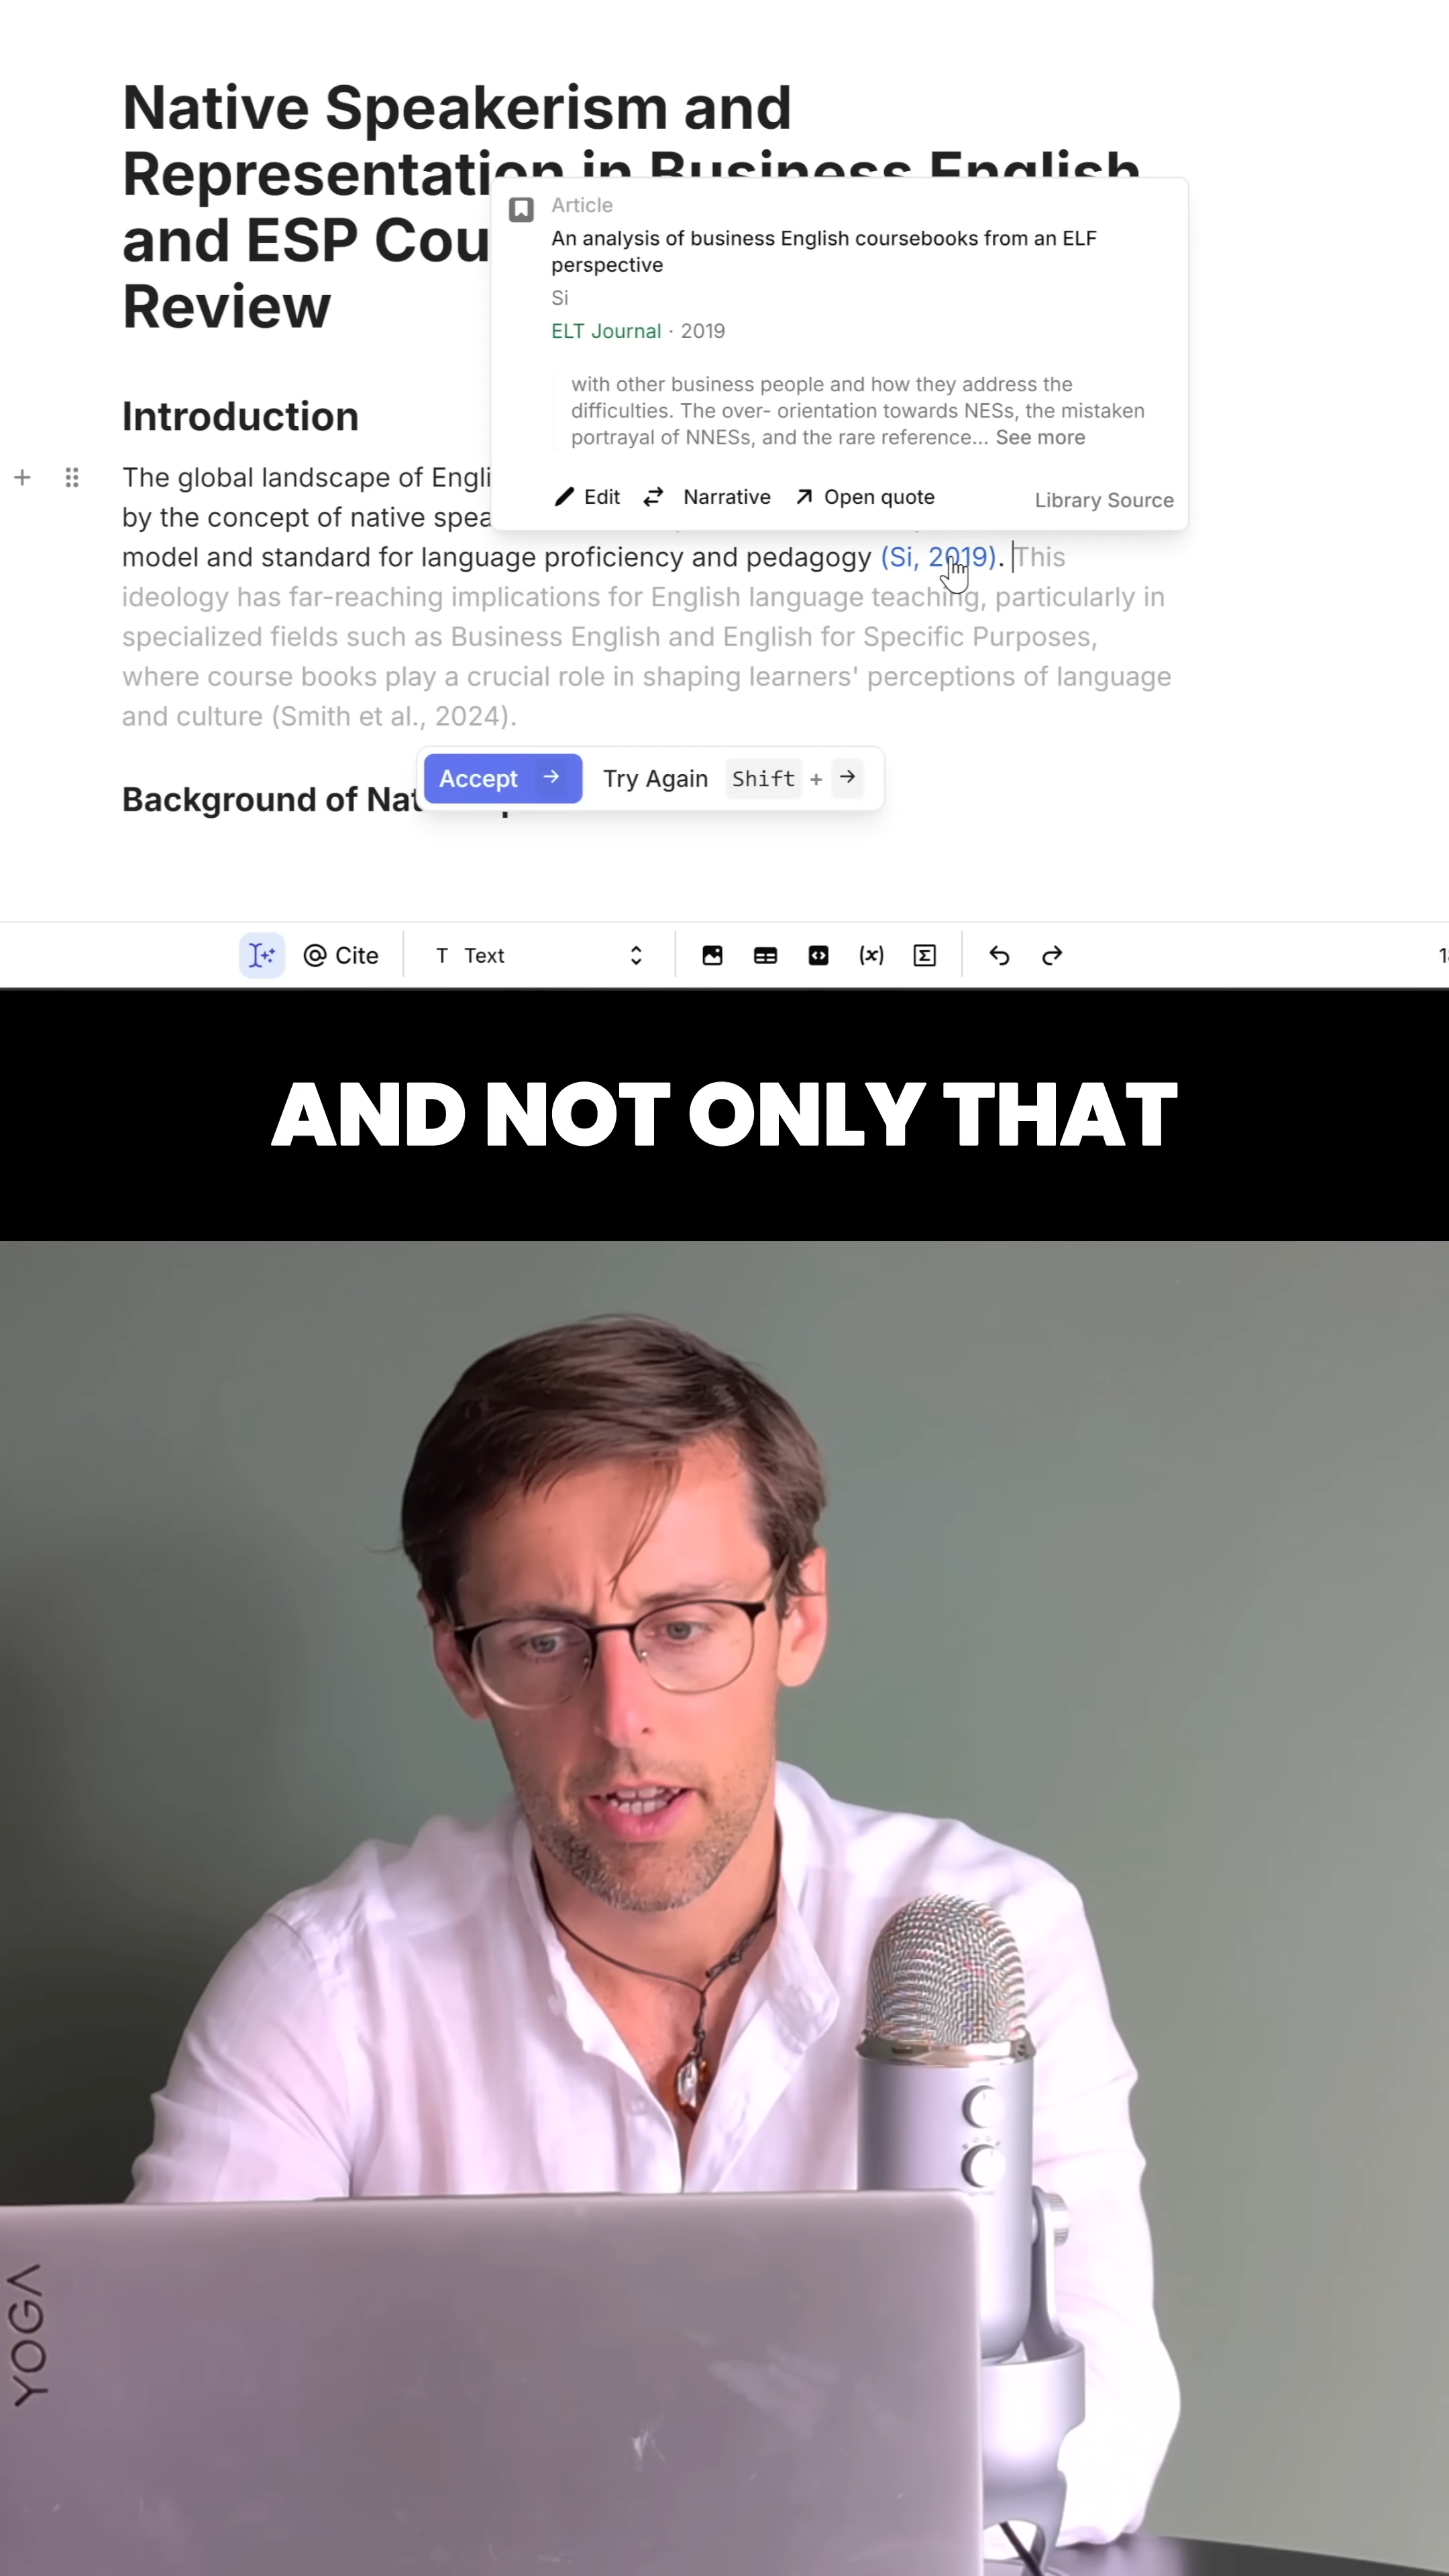 Native Speakerism and
Representation in Business English
and ESP Cou
Review
Article
An analysis of business English coursebooks from an ELF
perspective
Si
ELT Journal · 2019
with other business people and how they address the
difficulties. The over- orientation towards NESs, the mistaken
portrayal of NNESs, and the rare reference... See more
Edit Narrative Open quote Library Source
Introduction
The global landscape of Engli
by the concept of native spea
model and standard for language proficiency and pedagogy (Si, 2019). This
ideology has far-reaching implications for English language teaching, particularly in
specialized fields such as Business English and English for Specific Purposes,
where course books play a crucial role in shaping learners' perceptions of language
and culture (Smith et al., 2024).
Accept → Try Again Shift + →
Background of Nat
@ Cite T Text (x) Σ
AND NOT ONLY THAT
YOGA